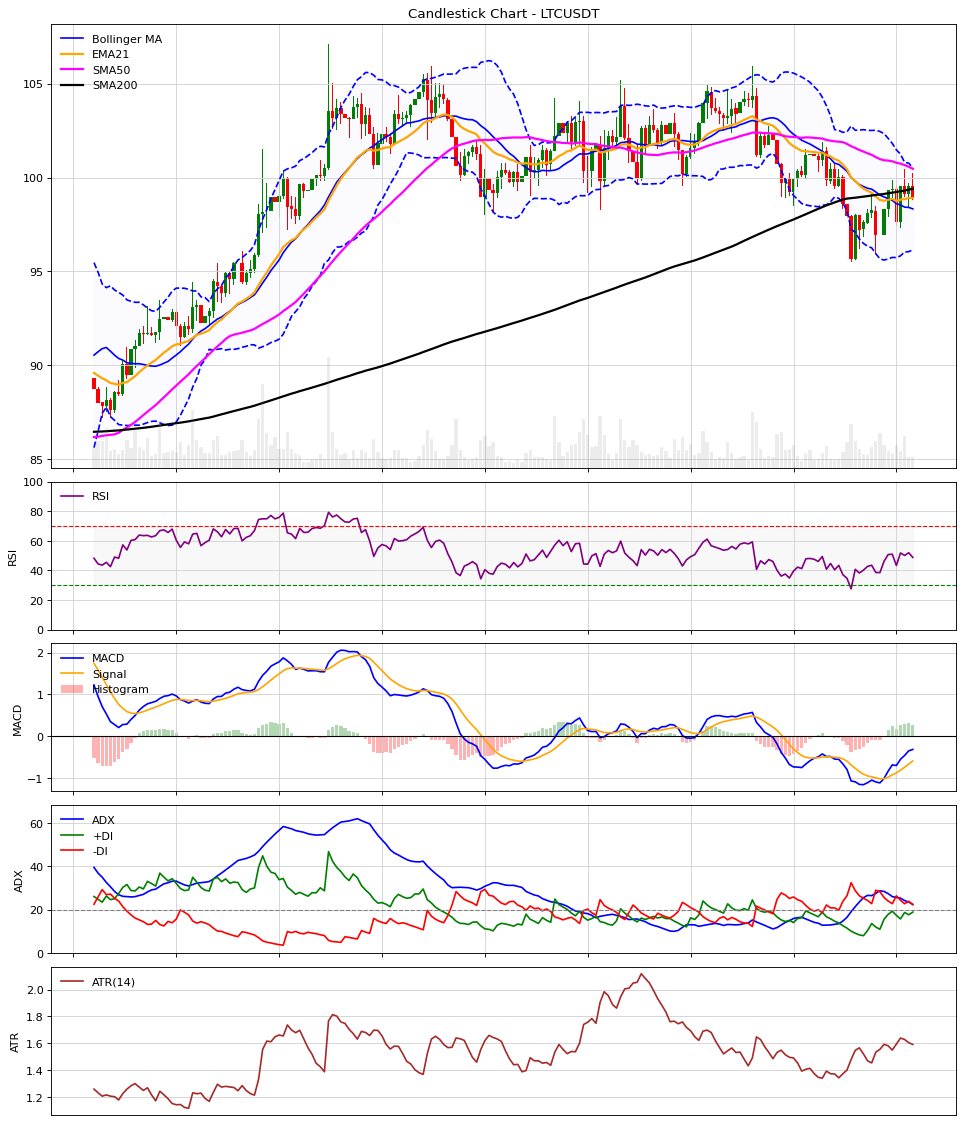 Candlestick Chart - LTCUSDT
Bollinger MA
EMA21
SMA50
SMA200
105
100
95
90
85
RSI
100
80
60
40
20
0
RSI
MACD
Signal
Histogram
2
1
0
−1
MACD
ADX
+DI
-DI
60
40
20
0
ADX
ATR(14)
2.0
1.8
1.6
1.4
1.2
ATR